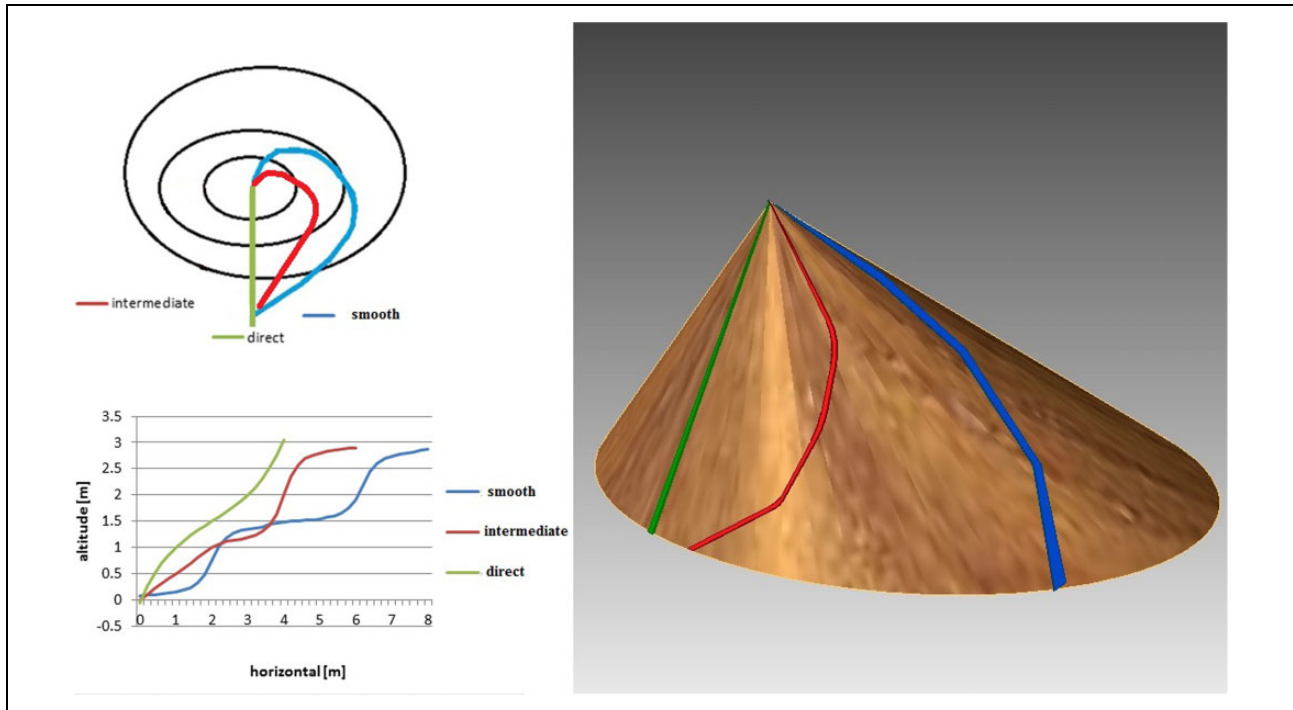 intermediate
smooth
direct
3.5
3
2.5
2
1.5
1
0.5
0
-0.5
altitude [m]
0 1 2 3 4 5 6 7 8
horizontal [m]
smooth
intermediate
direct